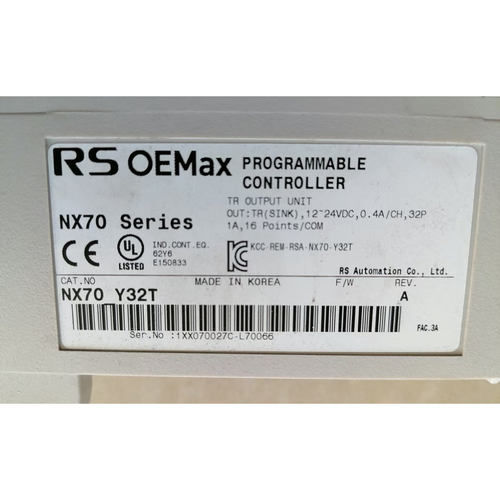 RS OEMax PROGRAMMABLE CONTROLLER
TR OUTPUT UNIT
OUT:TR(SINK),12~24VDC,0.4A/CH,32P
1A,16 Points/COM
NX70 Series
CE
C UL US LISTED
IND.CONT.EQ.
62Y6
E150833
KCC-REM-RSA-NX70-Y32T
RS Automation Co., Ltd.
CAT.NO MADE IN KOREA F/W REV.
NX70 Y32T A
FAC.3A
Ser.No :1XX070027C-L70066